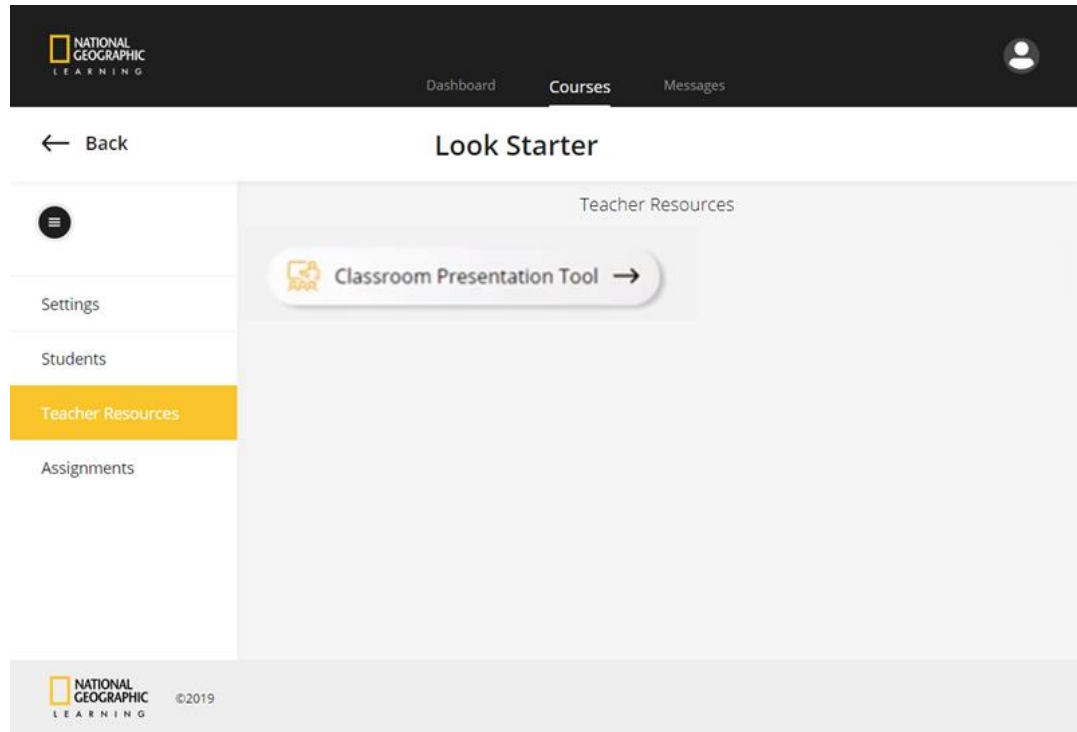 NATIONAL
GEOGRAPHIC
LEARNING
Dashboard Courses Messages
← Back
Look Starter
Settings
Students
Teacher Resources
Assignments
Teacher Resources
Classroom Presentation Tool →
NATIONAL
GEOGRAPHIC
LEARNING
©2019